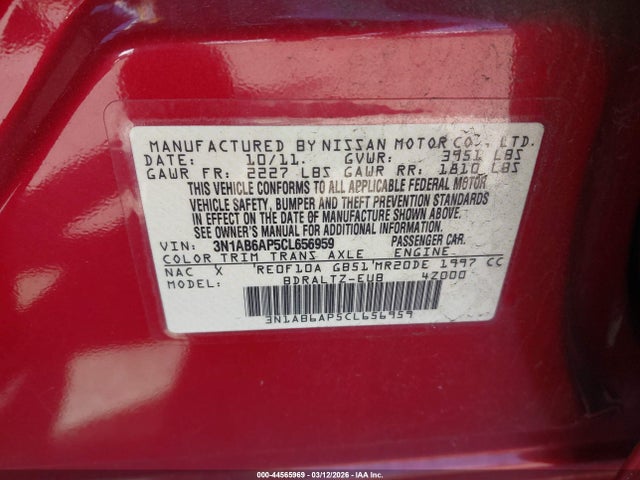 MANUFACTURED BY NISSAN MOTOR CO., LTD.
DATE: 10/11. GVWR: 3951 LBS
GAWR FR: 2227 LBS GAWR RR: 1810 LBS
THIS VEHICLE CONFORMS TO ALL APPLICABLE FEDERAL MOTOR
VEHICLE SAFETY, BUMPER AND THEFT PREVENTION STANDARDS
IN EFFECT ON THE DATE OF MANUFACTURE SHOWN ABOVE.
SEE OWNER'S MANUAL FOR ADDITIONAL INFORMATION.
VIN: 3N1AB6AP5CL656959 PASSENGER CAR.
COLOR TRIM TRANS AXLE ENGINE
NAC X RE0F10A GB51 MR20DE 1997 CC
MODEL: BDRALTZ-EUB 4Z000
3N1AB6AP5CL656959
000-44565969 | 03/12/2026 — IAA Inc.